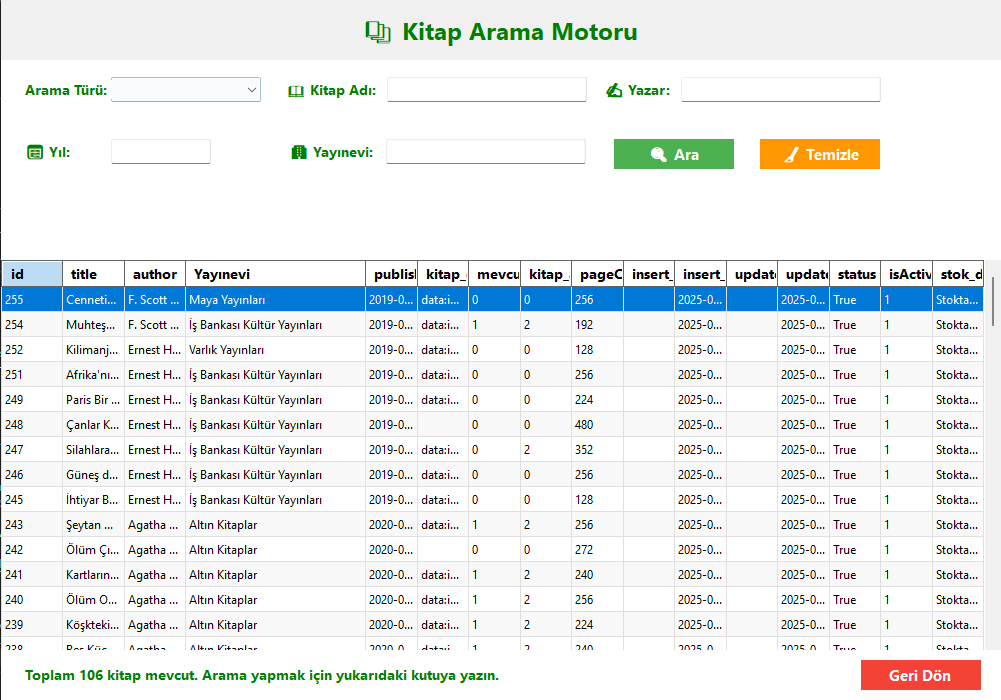 Kitap Arama Motoru
Arama Türü: Kitap Adı: Yazar:
Yıl: Yayınevi: Ara Temizle
id title author Yayınevi publis kitap_ mevcu kitap_ pageC insert_ insert_ update update status isActiv stok_d
255 Cenneti... F. Scott ... Maya Yayınları 2019-0... data:i... 0 0 256 2025-0... 2025-0... True 1 Stokta...
254 Muhteş... F. Scott ... İş Bankası Kültür Yayınları 2019-0... data:i... 1 2 192 2025-0... 2025-0... True 1 Stokta...
252 Kilimanj... Ernest H... Varlık Yayınları 2019-0... data:i... 0 0 128 2025-0... 2025-0... True 1 Stokta...
251 Afrika'nı... Ernest H... İş Bankası Kültür Yayınları 2019-0... data:i... 0 0 256 2025-0... 2025-0... True 1 Stokta...
249 Paris Bir ... Ernest H... İş Bankası Kültür Yayınları 2019-0... data:i... 0 0 224 2025-0... 2025-0... True 1 Stokta...
248 Çanlar K... Ernest H... İş Bankası Kültür Yayınları 2019-0... 0 0 480 2025-0... 2025-0... True 1 Stokta...
247 Silahlara... Ernest H... İş Bankası Kültür Yayınları 2019-0... data:i... 0 2 352 2025-0... 2025-0... True 1 Stokta...
246 Güneş d... Ernest H... İş Bankası Kültür Yayınları 2019-0... data:i... 0 0 256 2025-0... 2025-0... True 1 Stokta...
245 İhtiyar B... Ernest H... İş Bankası Kültür Yayınları 2019-0... data:i... 0 0 128 2025-0... 2025-0... True 1 Stokta...
243 Şeytan ... Agatha ... Altın Kitaplar 2020-0... data:i... 1 2 256 2025-0... 2025-0... True 1 Stokta...
242 Ölüm Çı... Agatha ... Altın Kitaplar 2020-0... 0 0 272 2025-0... 2025-0... True 1 Stokta...
241 Kartların... Agatha ... Altın Kitaplar 2020-0... data:i... 1 2 240 2025-0... 2025-0... True 1 Stokta...
240 Ölüm O... Agatha ... Altın Kitaplar 2020-0... data:i... 1 2 256 2025-0... 2025-0... True 1 Stokta...
239 Köşkteki... Agatha ... Altın Kitaplar 2020-0... data:i... 1 2 224 2025-0... 2025-0... True 1 Stokta...
238 Beş Küç... Agatha ... Altın Kitaplar 2020-0... data:i... 1 2 240 2025-0... 2025-0... True 1 Stokta...
Toplam 106 kitap mevcut. Arama yapmak için yukarıdaki kutuya yazın. Geri Dön